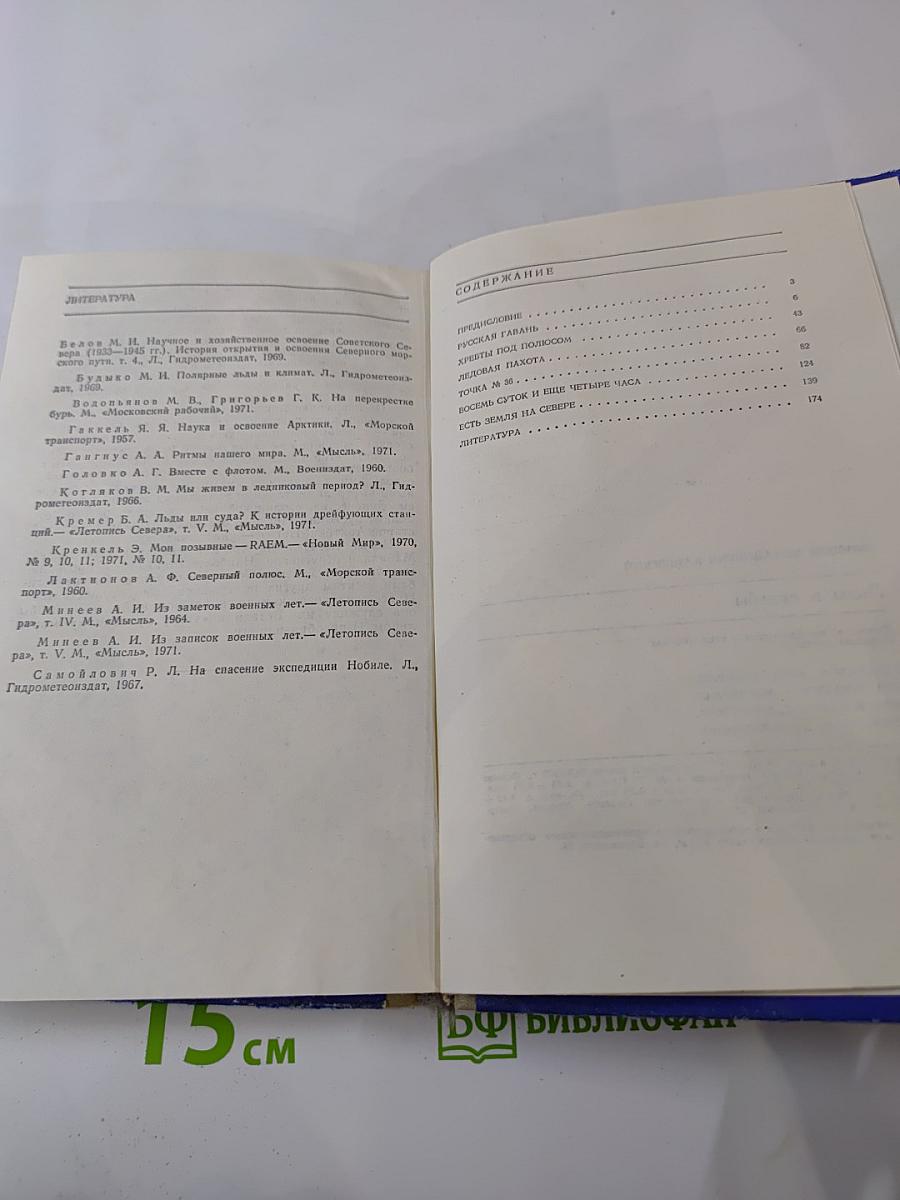 ЛИТЕРАТУРА
Белов М. И. Научное и хозяйственное освоение Советского Се-
вера (1933—1945 гг.). История открытия и освоения Северного мор-
ского пути, т. 4., Л., Гидрометеоиздат, 1969.
Будыко М. И. Полярные льды и климат. Л., Гидрометеоиз-
дат, 1969.
Водопьянов М. В., Григорьев Г. К. На перекрестке
бурь. М., «Московский рабочий», 1971.
Гаккель Я. Я. Наука и освоение Арктики. Л., «Морской
транспорт», 1957.
Гангнус А. А. Ритмы нашего мира. М., «Мысль», 1971.
Головко А. Г. Вместе с флотом. М., Воениздат, 1960.
Котляков В. М. Мы живем в ледниковый период? Л., Гид-
рометеоиздат, 1966.
Кремер Б. А. Льды или суда? К истории дрейфующих стан-
ций.— «Летопись Севера», т. V. М., «Мысль», 1971.
Кренкель Э. Мои позывные — RAEM.— «Новый Мир», 1970,
№ 9, 10, 11; 1971, № 10, 11.
Лактионов А. Ф. Северный полюс. М., «Морской транс-
порт», 1960.
Минеев А. И. Из заметок военных лет.— «Летопись Севе-
ра», т. IV. М., «Мысль», 1964.
Минеев А. И. Из записок военных лет.— «Летопись Севе-
ра», т. V. М., «Мысль», 1971.
Самойлович Р. Л. На спасение экспедиции Нобиле. Л.,
Гидрометеоиздат, 1967.
СОДЕРЖАНИЕ
ПРЕДИСЛОВИЕ 3
РУССКАЯ ГАВАНЬ 6
ХРЕБТЫ ПОД ПОЛЮСОМ 43
ЛЕДОВАЯ ПАХОТА 66
ТОЧКА № 36 82
ВОСЕМЬ СУТОК И ЕЩЕ ЧЕТЫРЕ ЧАСА 124
ЕСТЬ ЗЕМЛЯ НА СЕВЕРЕ 139
ЛИТЕРАТУРА 174
15 см
БФ БИБЛИОФАН